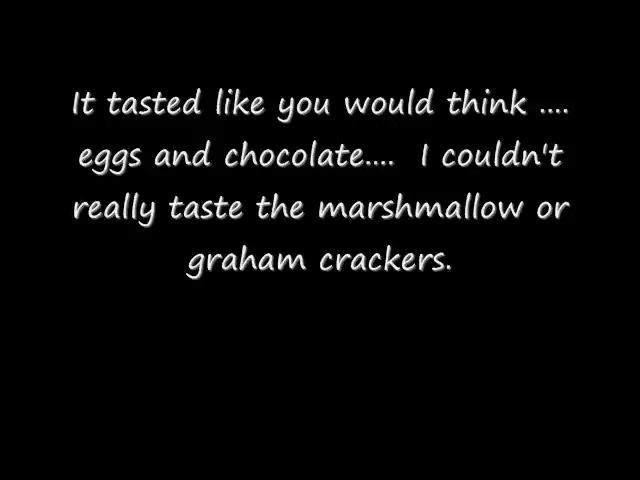 It tasted like you would think ....
eggs and chocolate....  I couldn't
really taste the marshmallow or
graham crackers.